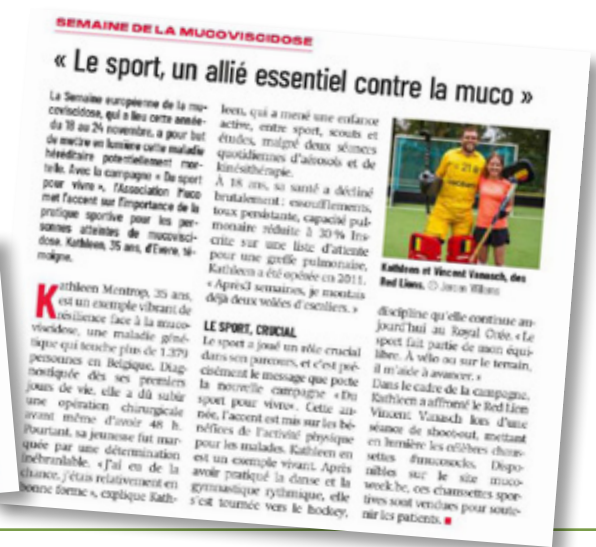 SEMAINE DE LA MUCOVISCIDOSE
« Le sport, un allié essentiel contre la muco »
La Semaine européenne de la mu-
coviscidose, qui a lieu cette année-
du 18 au 24 novembre, a pour but
de mettre en lumière cette maladie
héréditaire potentiellement mor-
telle. Avec la campagne « Du sport
pour vivre », l'Association Muco
met l'accent sur l'importance de la
pratique sportive pour les per-
sonnes atteintes de mucovisci-
dose. Kathleen, 35 ans, d'Evere, té-
moigne.
Kathleen Mentrop, 35 ans,
est un exemple vibrant de
résilience face à la muco-
viscidose, une maladie géné-
tique qui touche plus de 1.379
personnes en Belgique. Diag-
nostiquée dès ses premiers
jours de vie, elle a dû subir
une opération chirurgicale
avant même d'avoir 48 h.
Pourtant, sa jeunesse fut mar-
quée par une détermination
inébranlable. « J'ai eu de la
chance, j'étais relativement en
bonne forme », explique Kath-
leen, qui a mené une enfance
active, entre sport, scouts et
études, malgré deux séances
quotidiennes d'aérosols et de
kinésithérapie.
À 18 ans, sa santé a décliné
brutalement : essoufflements,
toux persistante, capacité pul-
monaire réduite à 30 % Ins-
crite sur une liste d'attente
pour une greffe pulmonaire,
Kathleen a été opérée en 2011.
« Après3 semaines, je montais
déjà deux volées d'escaliers. »
LE SPORT, CRUCIAL
Le sport a joué un rôle crucial
dans son parcours, et c'est pré-
cisément le message que porte
la nouvelle campagne « Du
sport pour vivre». Cette an-
née, l'accent est mis sur les bé-
néfices de l'activité physique
pour les malades. Kathleen en
est un exemple vivant. Après
avoir pratiqué la danse et la
gymnastique rythmique, elle
s'est tournée vers le hockey,
Kathleen et Vincent Vanasch, des
Red Lions. ©
discipline qu'elle continue au-
jourd'hui au Royal Orée. « Le
sport fait partie de mon équi-
libre. À vélo ou sur le terrain,
il m'aide à avancer. »
Dans le cadre de la campagne,
Kathleen a affronté le Red Lion
Vincent Vanasch lors d'une
séance de shoot-out, mettant
en lumière les célèbres chaus-
settes #mucosocks. Dispo-
nibles sur le site muco-
week.be, ces chaussettes spor-
tives sont vendues pour soute-
nir les patients.